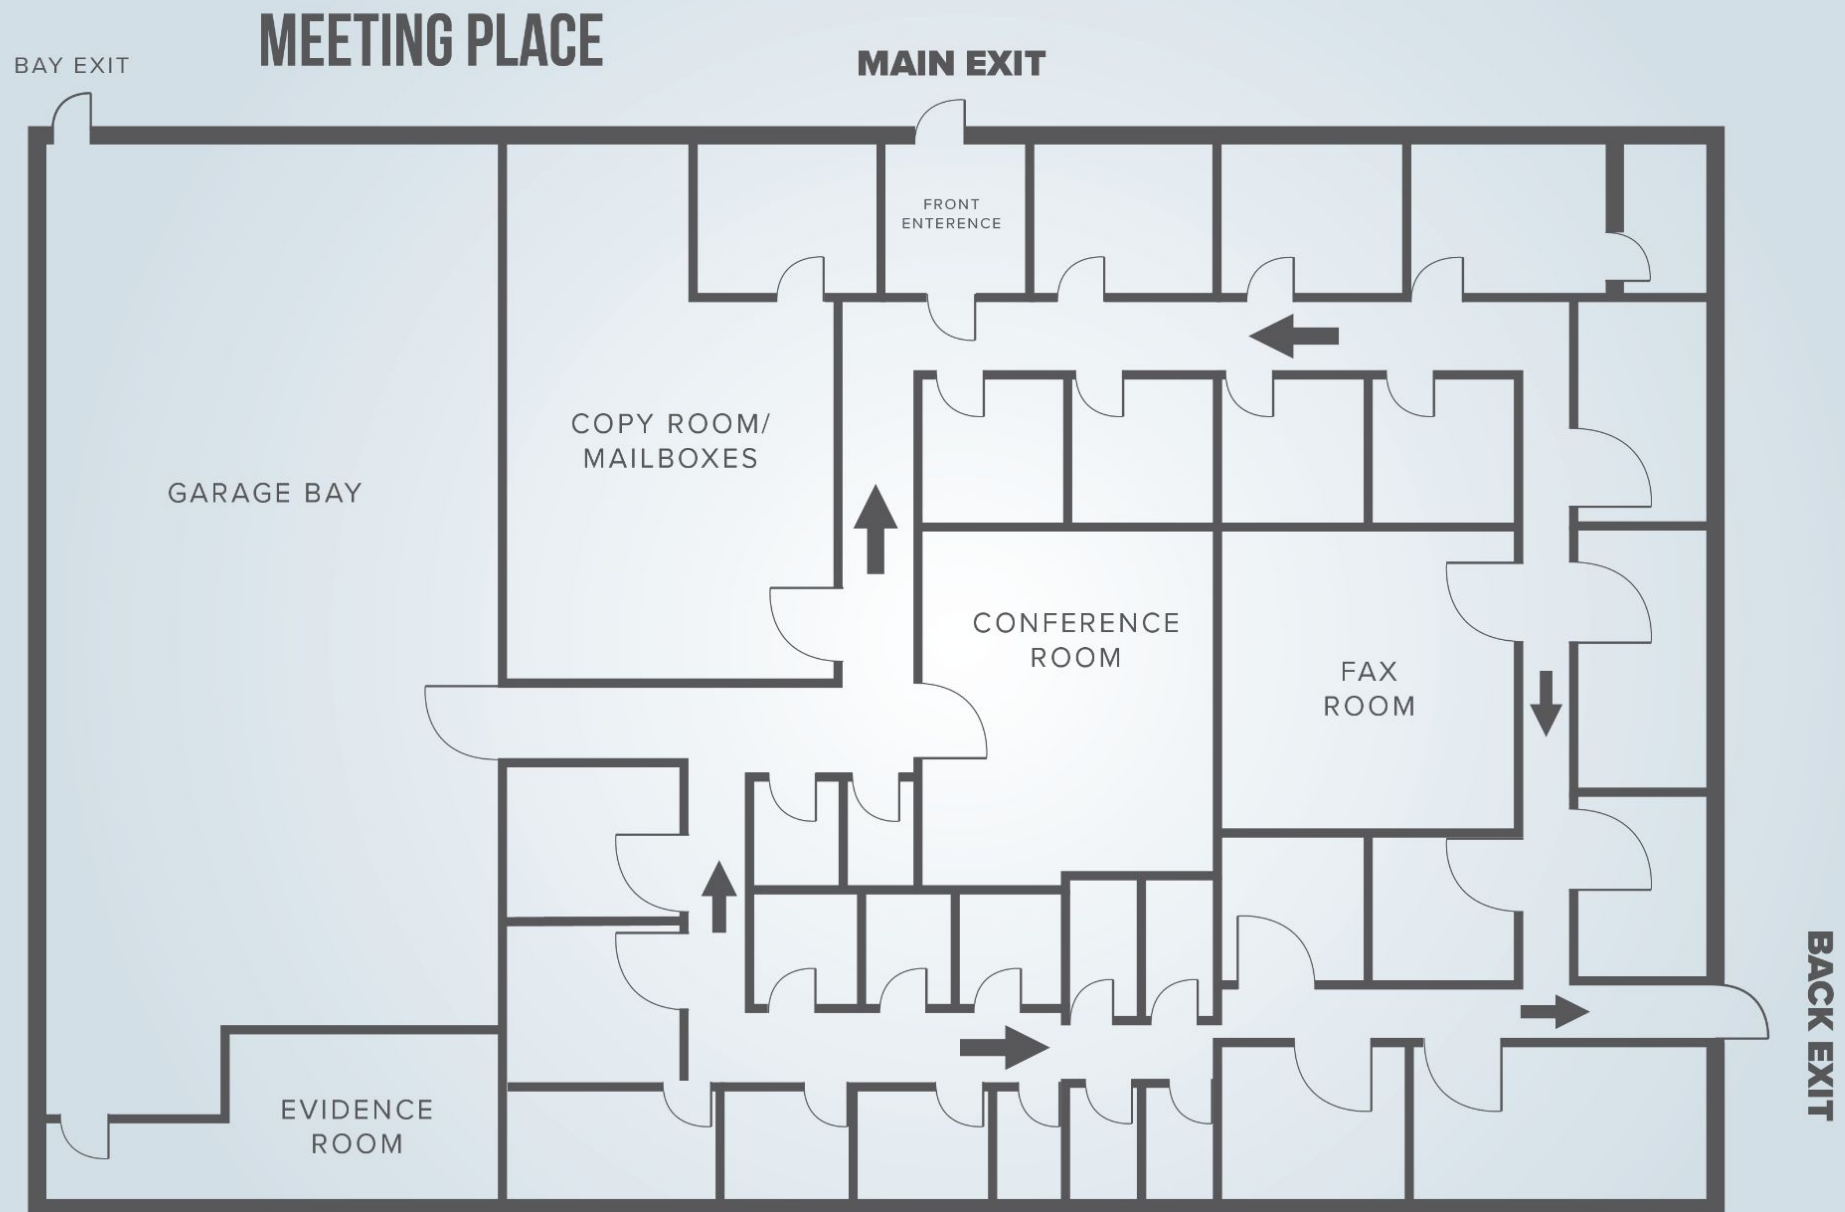 MEETING PLACE
BAY EXIT
MAIN EXIT
FRONT
ENTERENCE
COPY ROOM/
MAILBOXES
GARAGE BAY
CONFERENCE
ROOM
FAX
ROOM
BACK EXIT
EVIDENCE
ROOM